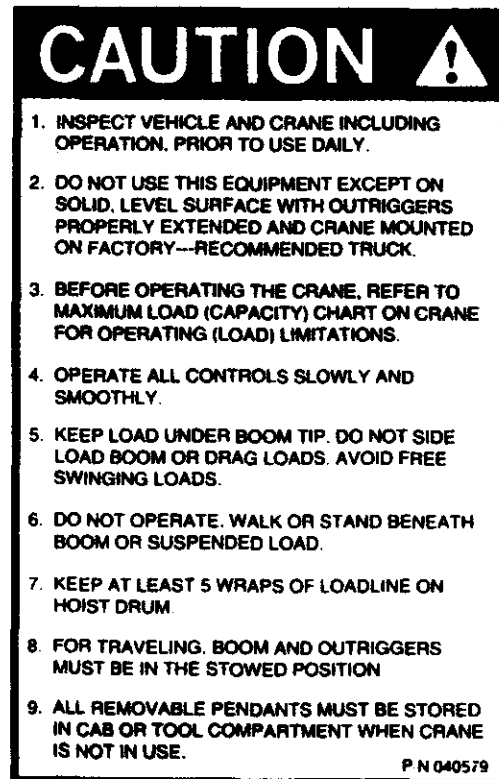 CAUTION
1. INSPECT VEHICLE AND CRANE INCLUDING
OPERATION, PRIOR TO USE DAILY.
2. DO NOT USE THIS EQUIPMENT EXCEPT ON
SOLID, LEVEL SURFACE WITH OUTRIGGERS
PROPERLY EXTENDED AND CRANE MOUNTED
ON FACTORY---RECOMMENDED TRUCK.
3. BEFORE OPERATING THE CRANE, REFER TO
MAXIMUM LOAD (CAPACITY) CHART ON CRANE
FOR OPERATING (LOAD) LIMITATIONS.
4. OPERATE ALL CONTROLS SLOWLY AND
SMOOTHLY.
5. KEEP LOAD UNDER BOOM TIP. DO NOT SIDE
LOAD BOOM OR DRAG LOADS. AVOID FREE
SWINGING LOADS.
6. DO NOT OPERATE, WALK OR STAND BENEATH
BOOM OR SUSPENDED LOAD.
7. KEEP AT LEAST 5 WRAPS OF LOADLINE ON
HOIST DRUM
8. FOR TRAVELING, BOOM AND OUTRIGGERS
MUST BE IN THE STOWED POSITION
9. ALL REMOVABLE PENDANTS MUST BE STORED
IN CAB OR TOOL COMPARTMENT WHEN CRANE
IS NOT IN USE.
P N 040579